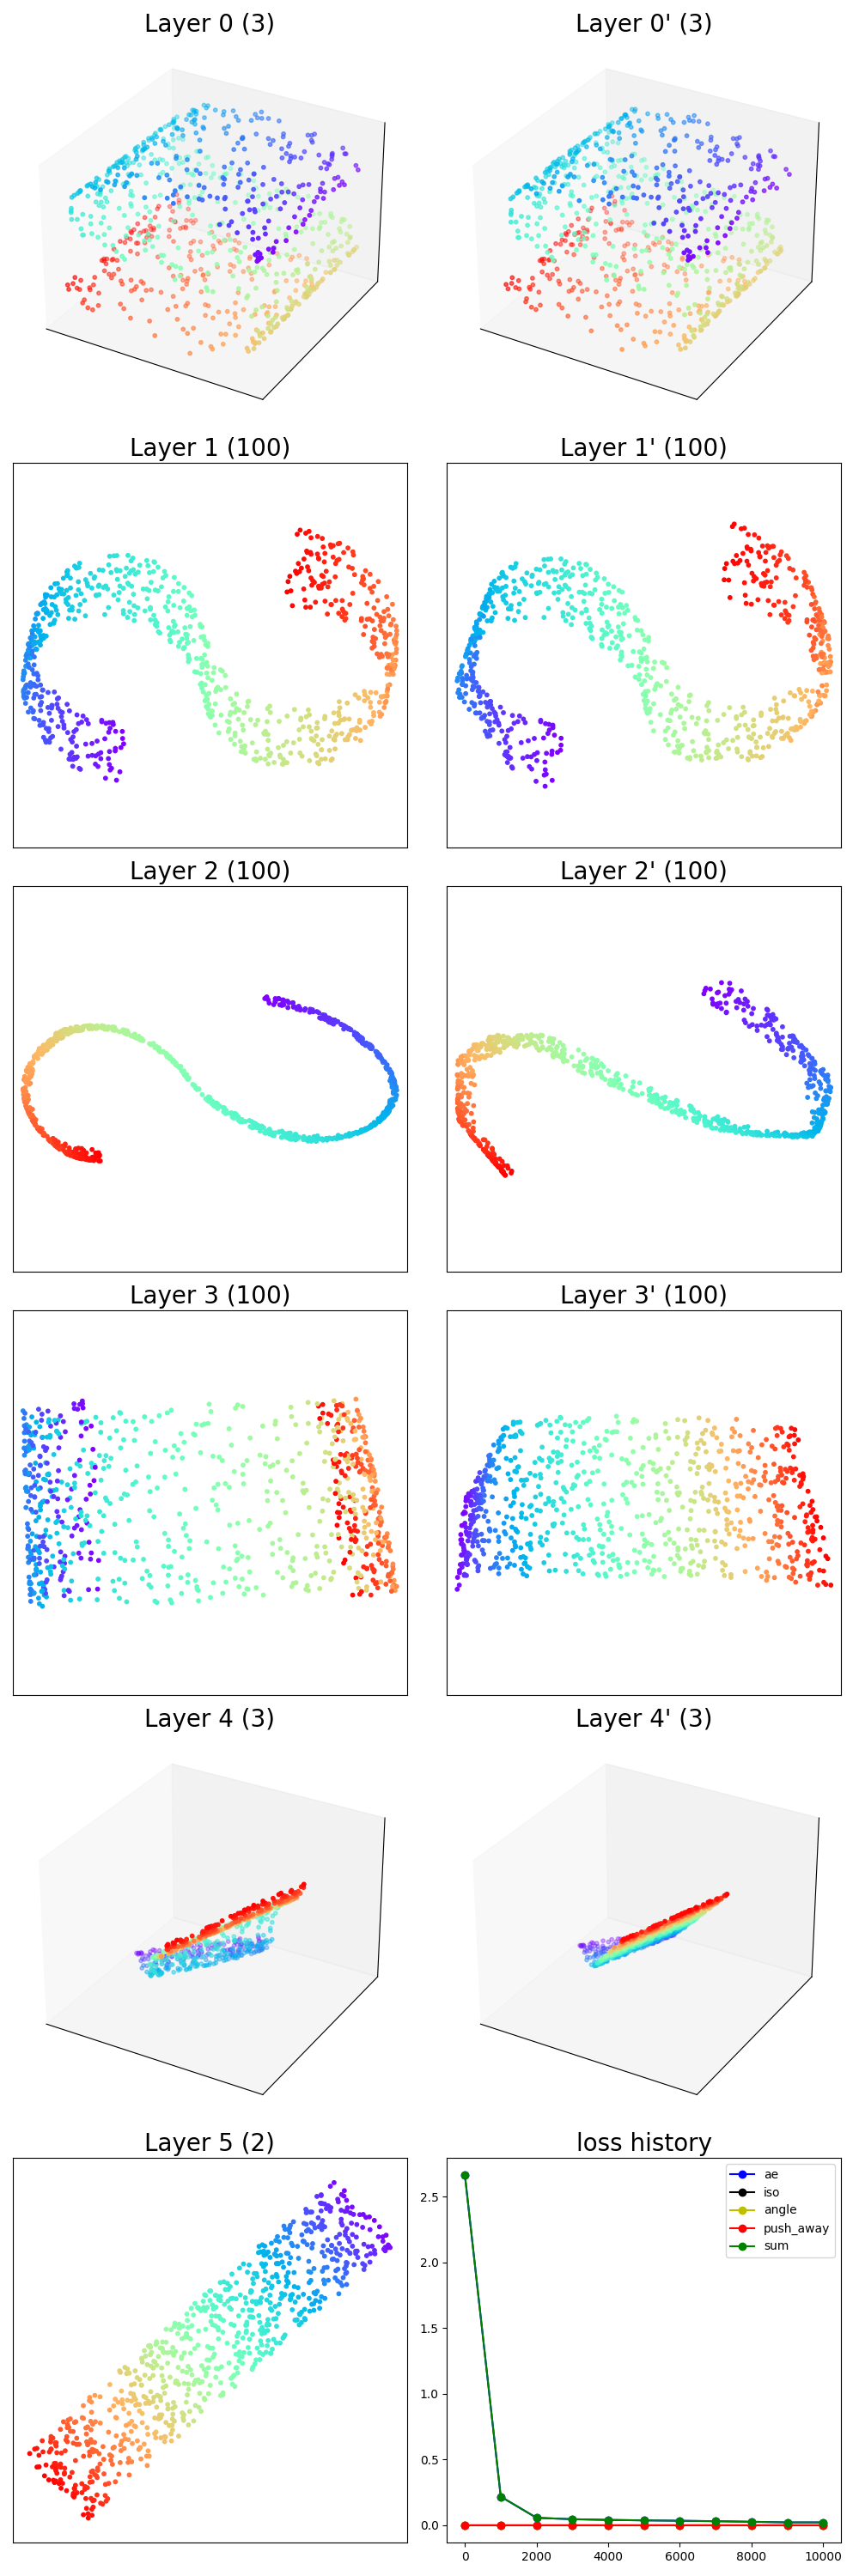 Layer 0 (3)
Layer 0' (3)
Layer 1 (100)
Layer 1' (100)
Layer 2 (100)
Layer 2' (100)
Layer 3 (100)
Layer 3' (100)
Layer 4 (3)
Layer 4' (3)
Layer 5 (2)
loss history
ae
iso
angle
push_away
sum
2.5
2.0
1.5
1.0
0.5
0.0
0 2000 4000 6000 8000 10000